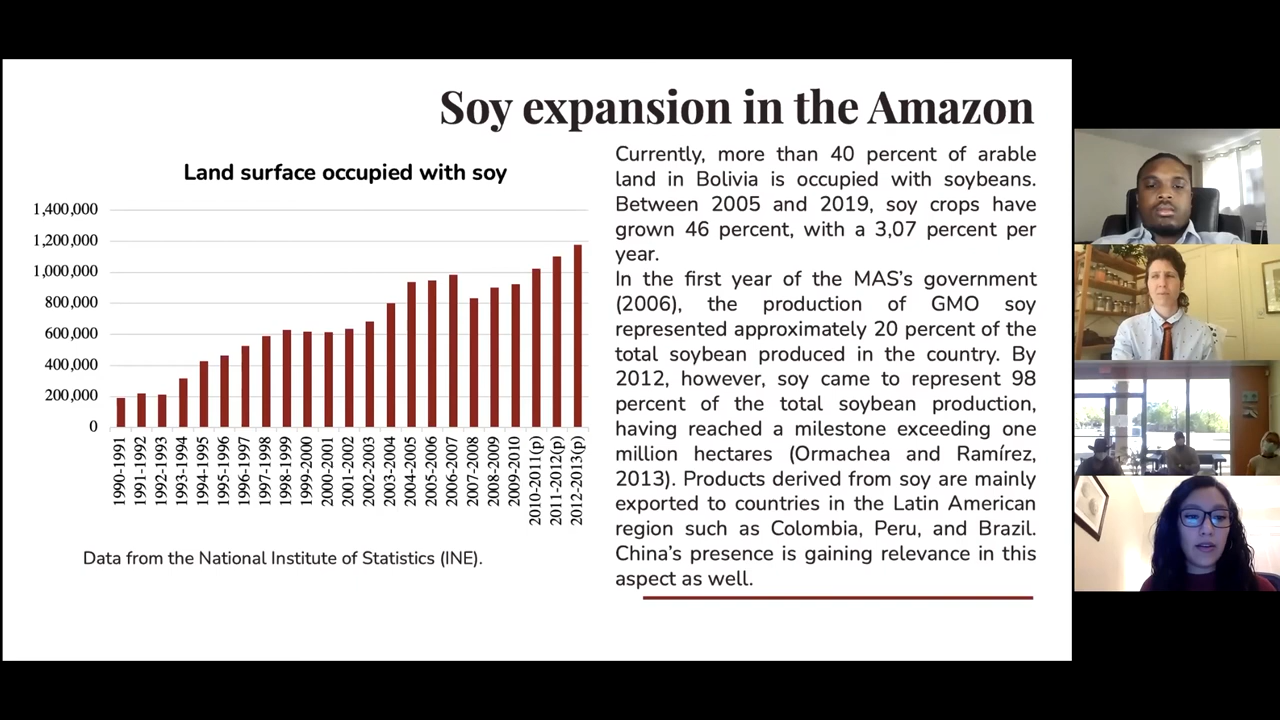 Soy expansion in the Amazon
Land surface occupied with soy
1,400,000
1,200,000
1,000,000
800,000
600,000
400,000
200,000
0
1990-1991
1991-1992
1992-1993
1993-1994
1994-1995
1995-1996
1996-1997
1997-1998
1998-1999
1999-2000
2000-2001
2001-2002
2002-2003
2003-2004
2004-2005
2005-2006
2006-2007
2007-2008
2008-2009
2009-2010
2010-2011(p)
2011-2012(p)
2012-2013(p)
Data from the National Institute of Statistics (INE).
Currently, more than 40 percent of arable
land in Bolivia is occupied with soybeans.
Between 2005 and 2019, soy crops have
grown 46 percent, with a 3,07 percent per
year.
In the first year of the MAS’s government
(2006), the production of GMO soy
represented approximately 20 percent of the
total soybean produced in the country. By
2012, however, soy came to represent 98
percent of the total soybean production,
having reached a milestone exceeding one
million hectares (Ormachea and Ramírez,
2013). Products derived from soy are mainly
exported to countries in the Latin American
region such as Colombia, Peru, and Brazil.
China’s presence is gaining relevance in this
aspect as well.